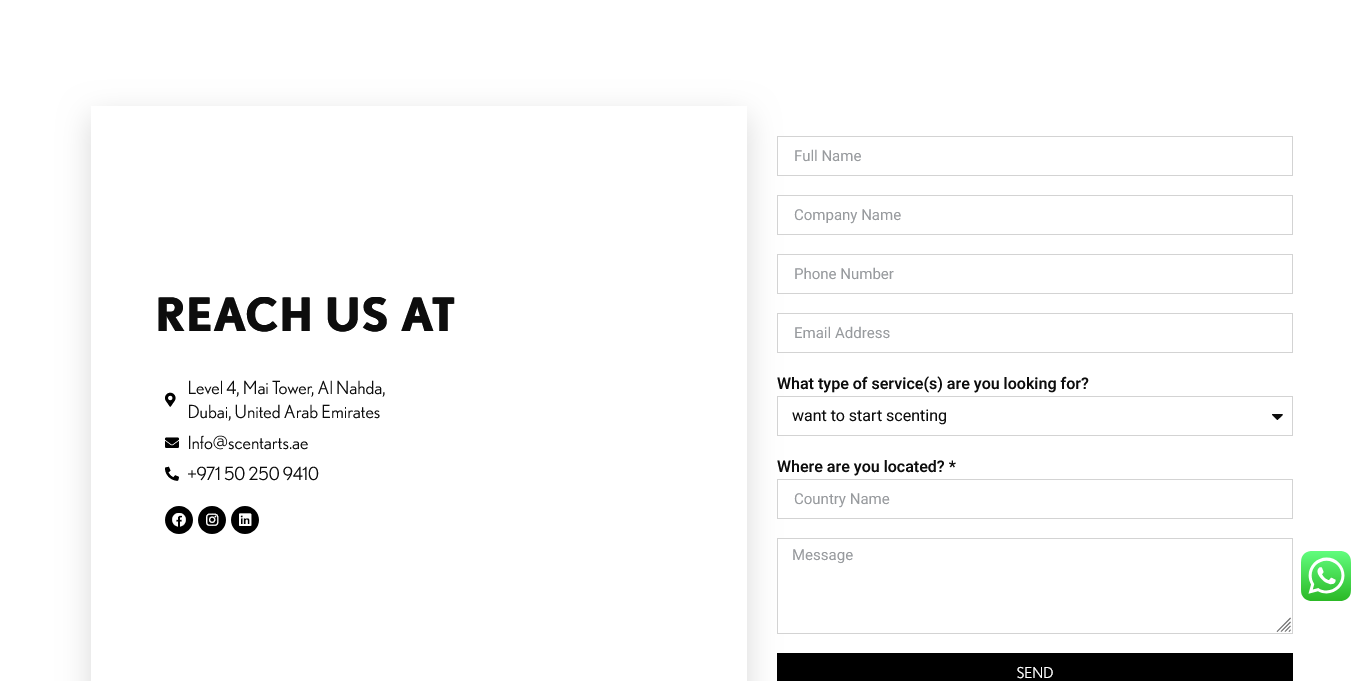 REACH US AT
Level 4, Mai Tower, Al Nahda,
Dubai, United Arab Emirates
Info@scentarts.ae
+971 50 250 9410
Full Name
Company Name
Phone Number
Email Address
What type of service(s) are you looking for?
want to start scenting
Where are you located? *
Country Name
Message
SEND